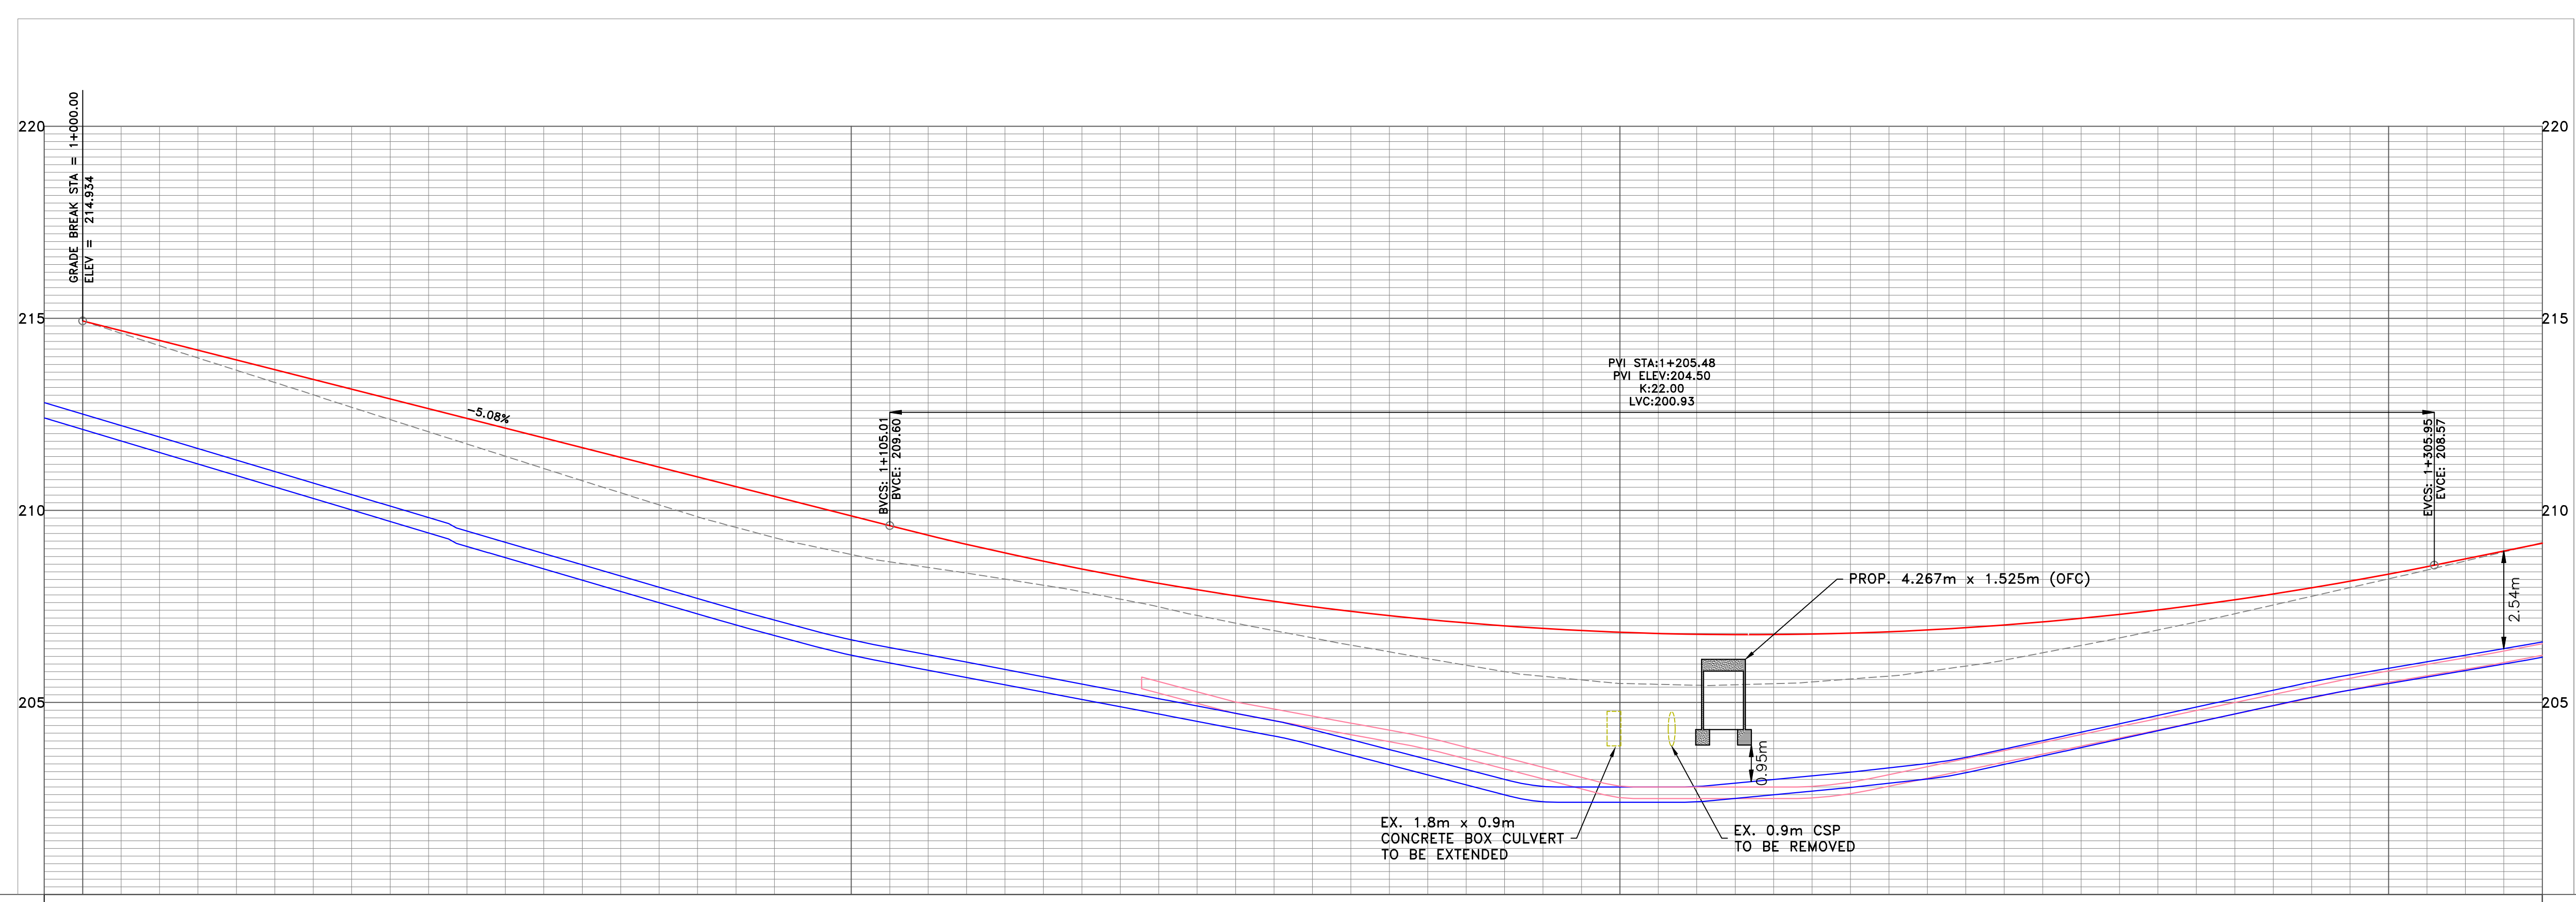 GRADE BREAK STA = 1+000.00
ELEV = 214.934
220
220
215
215
PVI STA:1+205.48
PVI ELEV:204.50
K:22.00
LVC:200.93
-5.08%
BVCS: 1+105.01
BVCE: 209.60
EVCS: 1+305.95
EVCE: 208.57
210
210
PROP. 4.267m x 1.525m (OFC)
2.54m
205
205
0.95m
EX. 1.8m x 0.9m
CONCRETE BOX CULVERT
TO BE EXTENDED
EX. 0.9m CSP
TO BE REMOVED